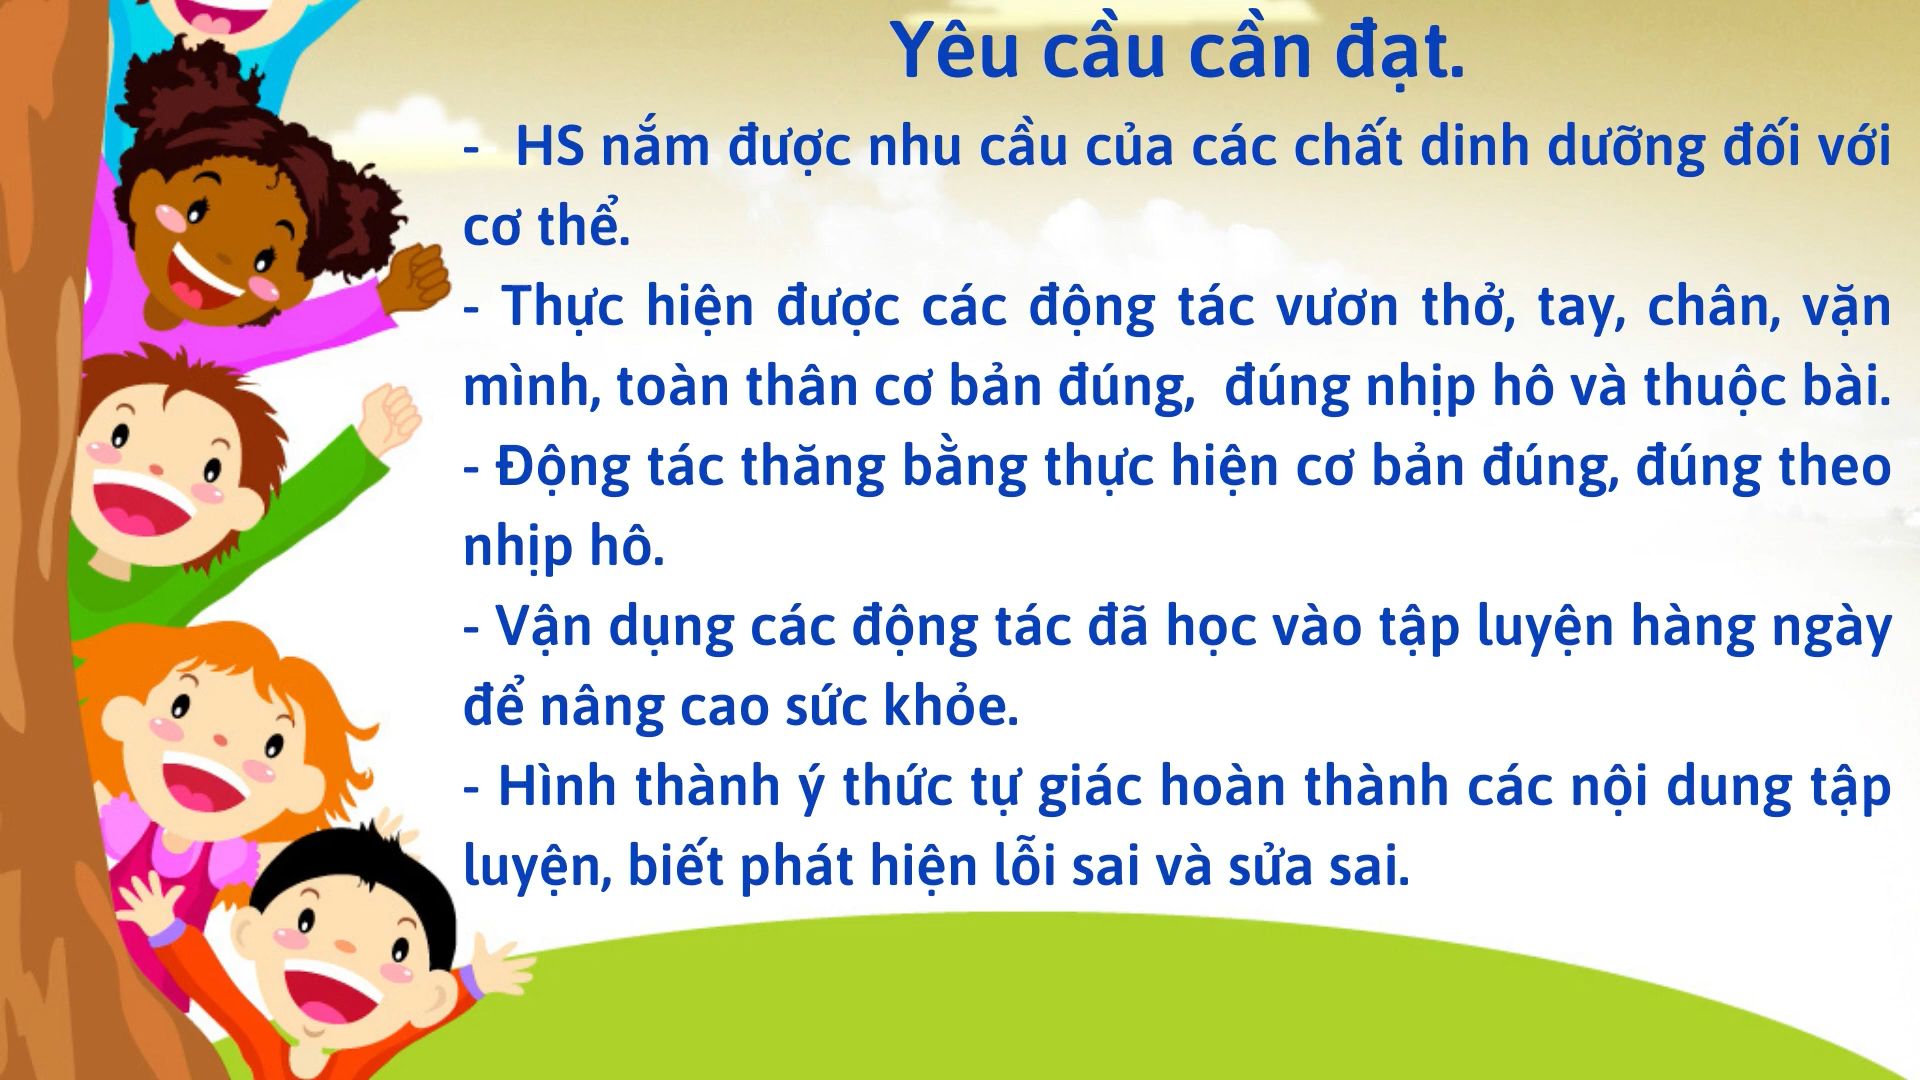 Yêu cầu cần đạt.
- HS nắm được nhu cầu của các chất dinh dưỡng đối với
cơ thể.
- Thực hiện được các động tác vươn thở, tay, chân, vặn
mình, toàn thân cơ bản đúng, đúng nhịp hô và thuộc bài.
- Động tác thăng bằng thực hiện cơ bản đúng, đúng theo
nhịp hô.
- Vận dụng các động tác đã học vào tập luyện hàng ngày
để nâng cao sức khỏe.
- Hình thành ý thức tự giác hoàn thành các nội dung tập
luyện, biết phát hiện lỗi sai và sửa sai.